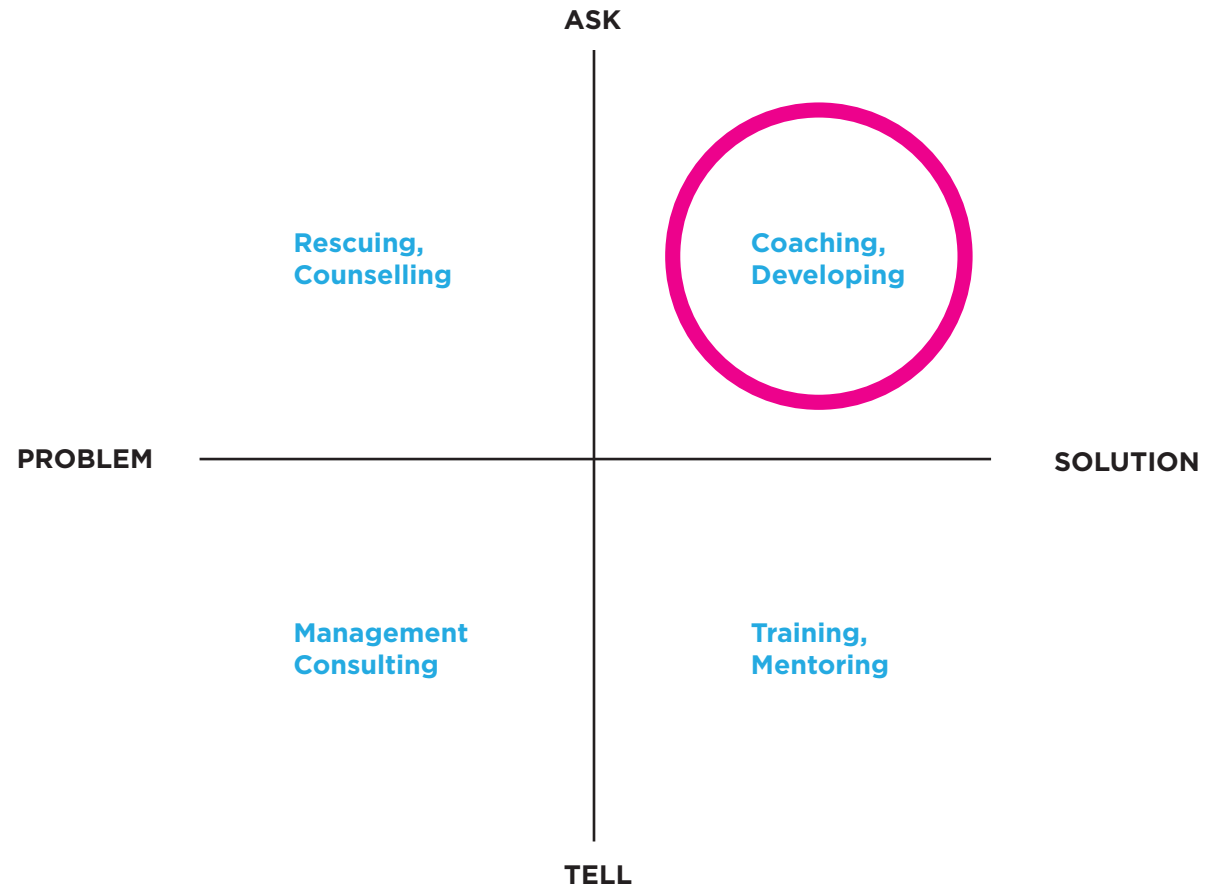 ASK
Rescuing,
Counselling
Coaching,
Developing
PROBLEM
SOLUTION
Management
Consulting
Training,
Mentoring
TELL